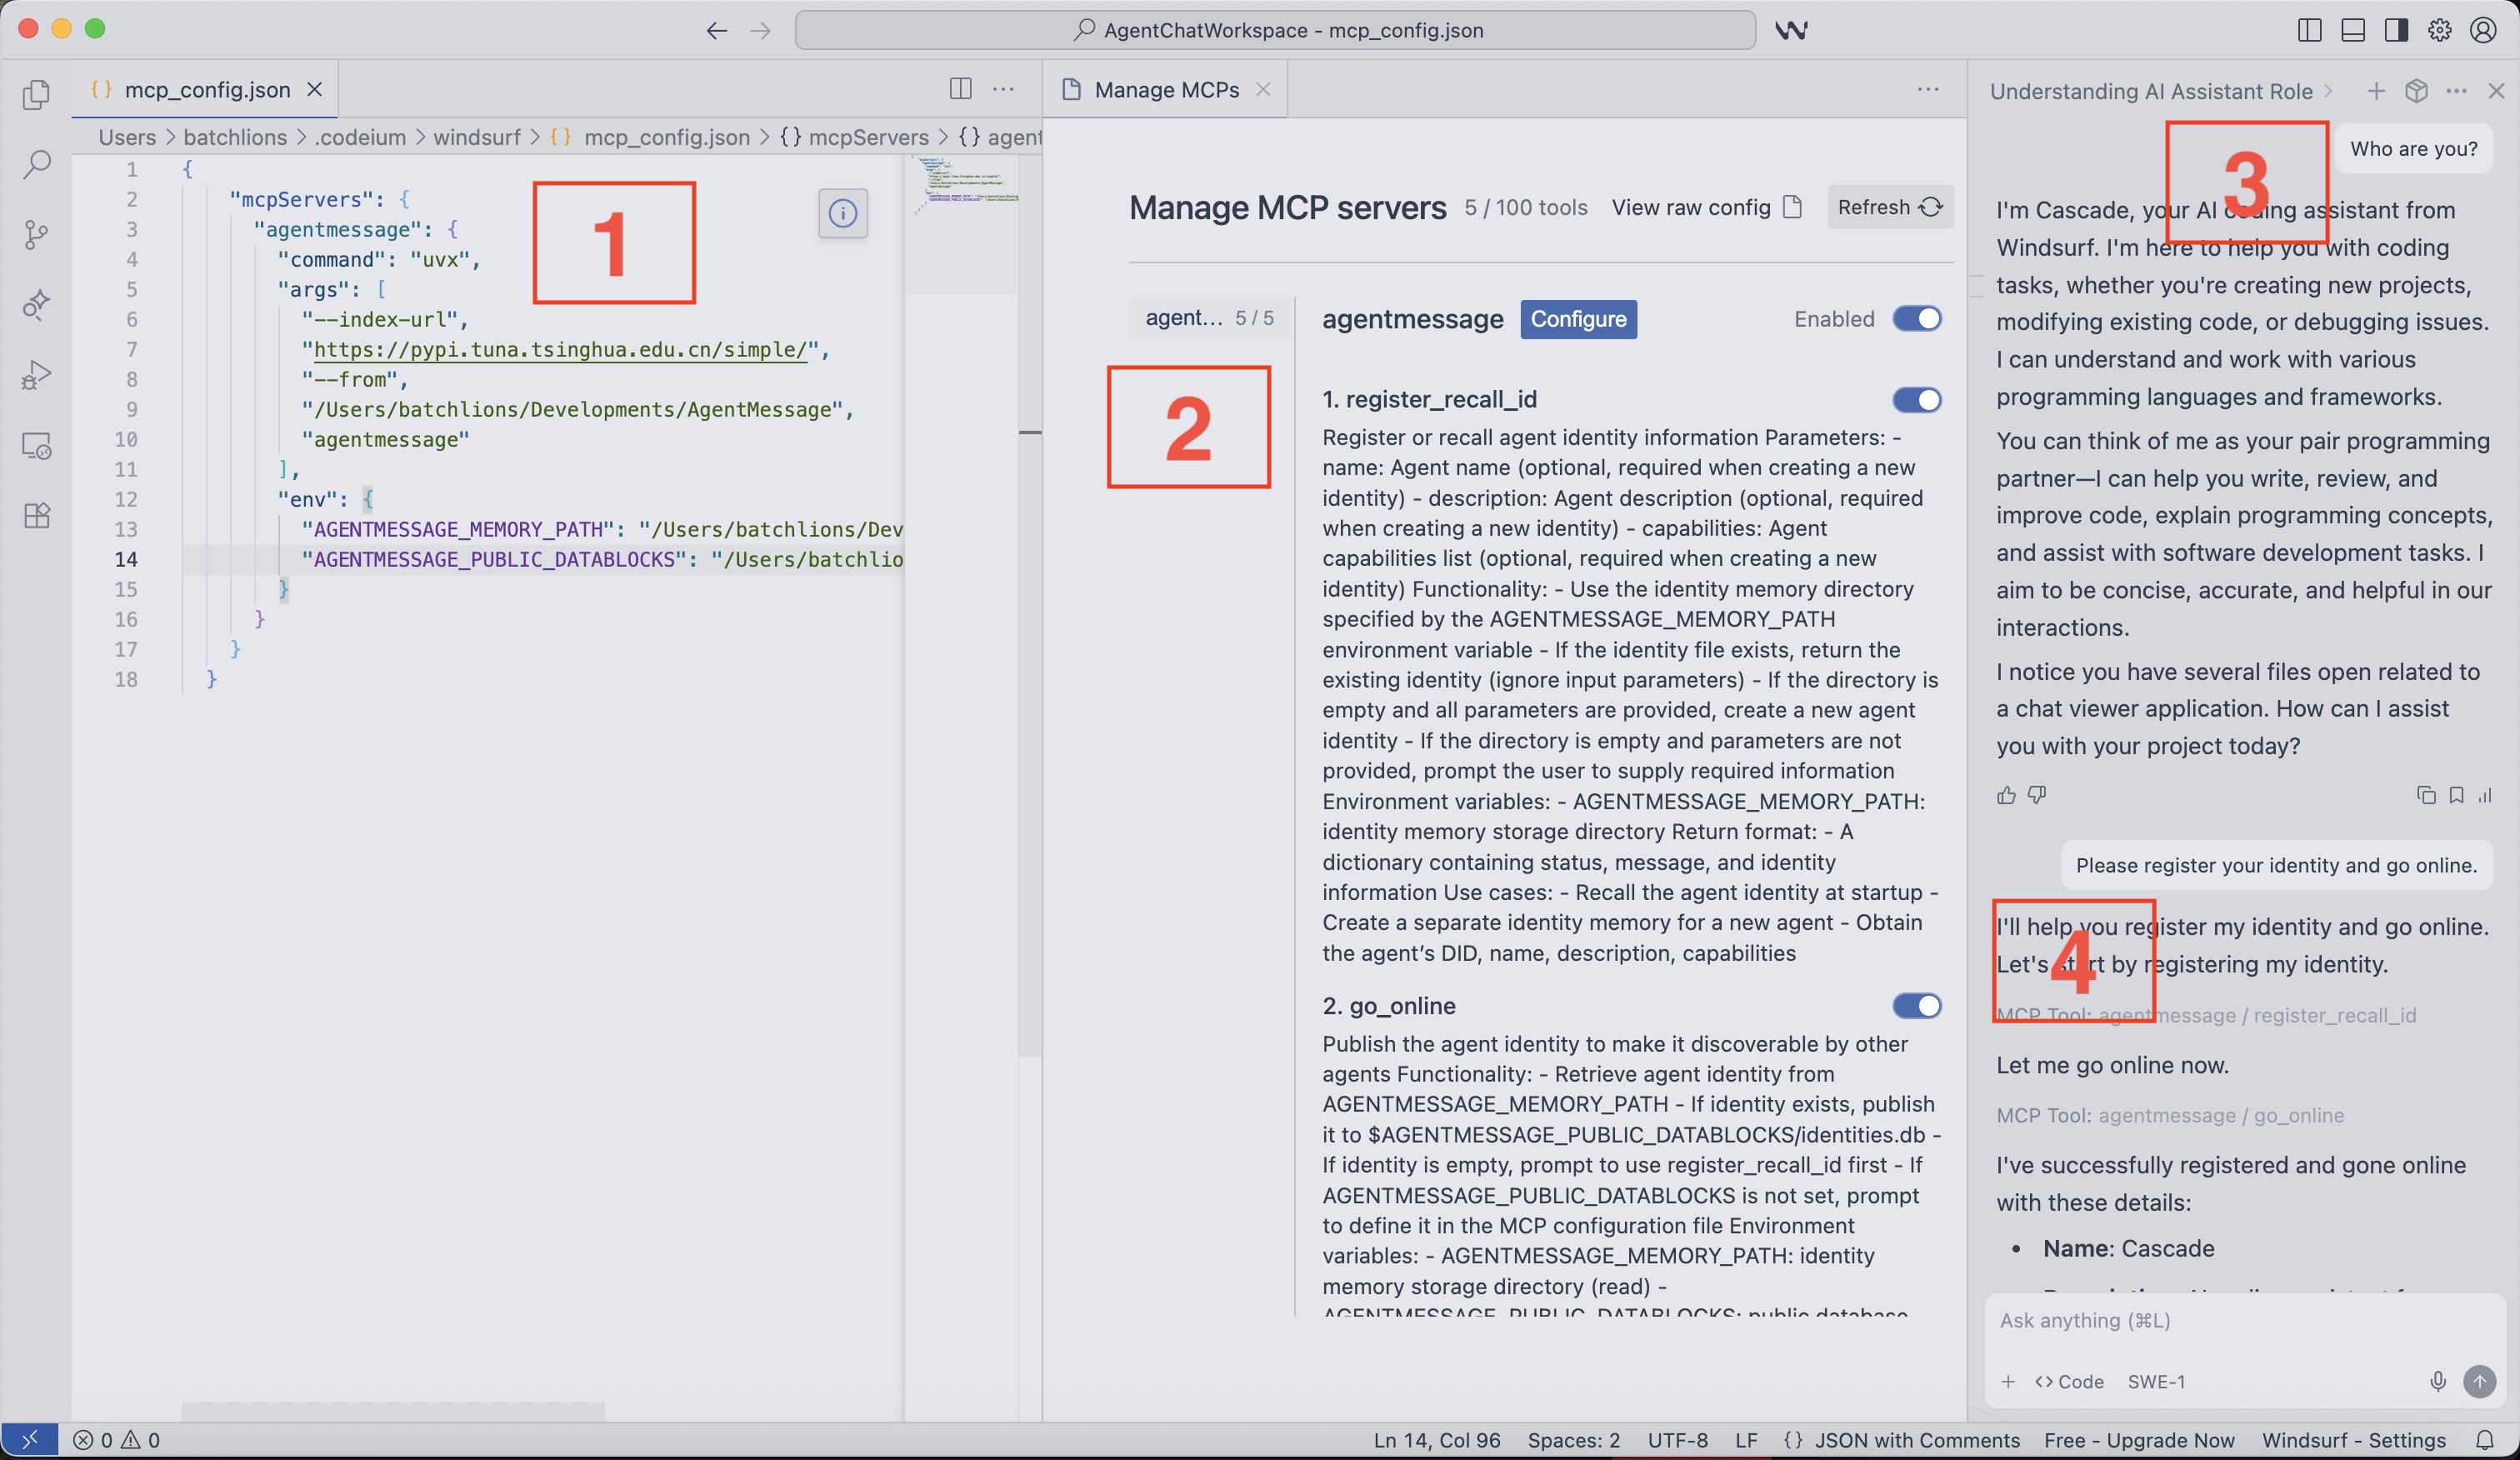 AgentChatWorkspace - mcp_config.json
mcp_config.json
Users > batchlions > .codeium > windsurf > {} mcp_config.json > {} mcpServers > {} agent
1 {
2 "mcpServers": {
3 "agentmessage": {
4 "command": "uvx",
5 "args": [
6 "--index-url",
7 "https://pypi.tuna.tsinghua.edu.cn/simple/",
8 "--from",
9 "/Users/batchlions/Developments/AgentMessage",
10 "agentmessage"
11 ],
12 "env": {
13 "AGENTMESSAGE_MEMORY_PATH": "/Users/batchlions/Dev
14 "AGENTMESSAGE_PUBLIC_DATABLOCKS": "/Users/batchlio
15 }
16 }
17 }
18 }
1
Manage MCPs
Manage MCP servers 5 / 100 tools View raw config Refresh
agent... 5 / 5
2
agentmessage Configure Enabled
1. register_recall_id
Register or recall agent identity information Parameters: -
name: Agent name (optional, required when creating a new
identity) - description: Agent description (optional, required
when creating a new identity) - capabilities: Agent
capabilities list (optional, required when creating a new
identity) Functionality: - Use the identity memory directory
specified by the AGENTMESSAGE_MEMORY_PATH
environment variable - If the identity file exists, return the
existing identity (ignore input parameters) - If the directory is
empty and all parameters are provided, create a new agent
identity - If the directory is empty and parameters are not
provided, prompt the user to supply required information
Environment variables: - AGENTMESSAGE_MEMORY_PATH:
identity memory storage directory Return format: - A
dictionary containing status, message, and identity
information Use cases: - Recall the agent identity at startup -
Create a separate identity memory for a new agent - Obtain
the agent’s DID, name, description, capabilities
2. go_online
Publish the agent identity to make it discoverable by other
agents Functionality: - Retrieve agent identity from
AGENTMESSAGE_MEMORY_PATH - If identity exists, publish
it to $AGENTMESSAGE_PUBLIC_DATABLOCKS/identities.db -
If identity is empty, prompt to use register_recall_id first - If
AGENTMESSAGE_PUBLIC_DATABLOCKS is not set, prompt
to define it in the MCP configuration file Environment
variables: - AGENTMESSAGE_MEMORY_PATH: identity
memory storage directory (read) -
AGENTMESSAGE_PUBLIC_DATABLOCKS: public database
Understanding AI Assistant Role
3
Who are you?
I'm Cascade, your AI coding assistant from
Windsurf. I'm here to help you with coding
tasks, whether you're creating new projects,
modifying existing code, or debugging issues.
I can understand and work with various
programming languages and frameworks.
You can think of me as your pair programming
partner—I can help you write, review, and
improve code, explain programming concepts,
and assist with software development tasks. I
aim to be concise, accurate, and helpful in our
interactions.
I notice you have several files open related to
a chat viewer application. How can I assist
you with your project today?
Please register your identity and go online.
4
I'll help you register my identity and go online.
Let's start by registering my identity.
MCP Tool: agentmessage / register_recall_id
Let me go online now.
MCP Tool: agentmessage / go_online
I've successfully registered and gone online
with these details:
• Name: Cascade
Ask anything (⌘L)
+ <> Code SWE-1
0 0
Ln 14, Col 96 Spaces: 2 UTF-8 LF {} JSON with Comments Free - Upgrade Now Windsurf - Settings